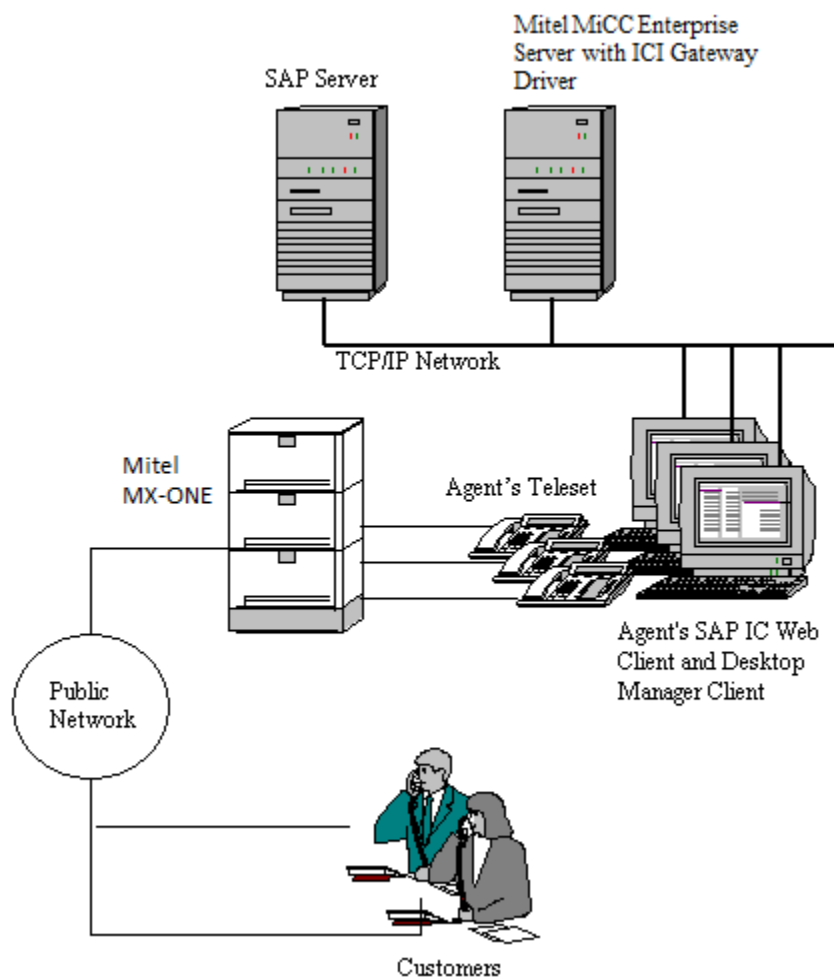 Mitel MiCC Enterprise
Server with ICI Gateway
Driver
SAP Server
TCP/IP Network
Mitel
MX-ONE
Agent’s Teleset
Agent's SAP IC Web
Client and Desktop
Manager Client
Public
Network
Customers